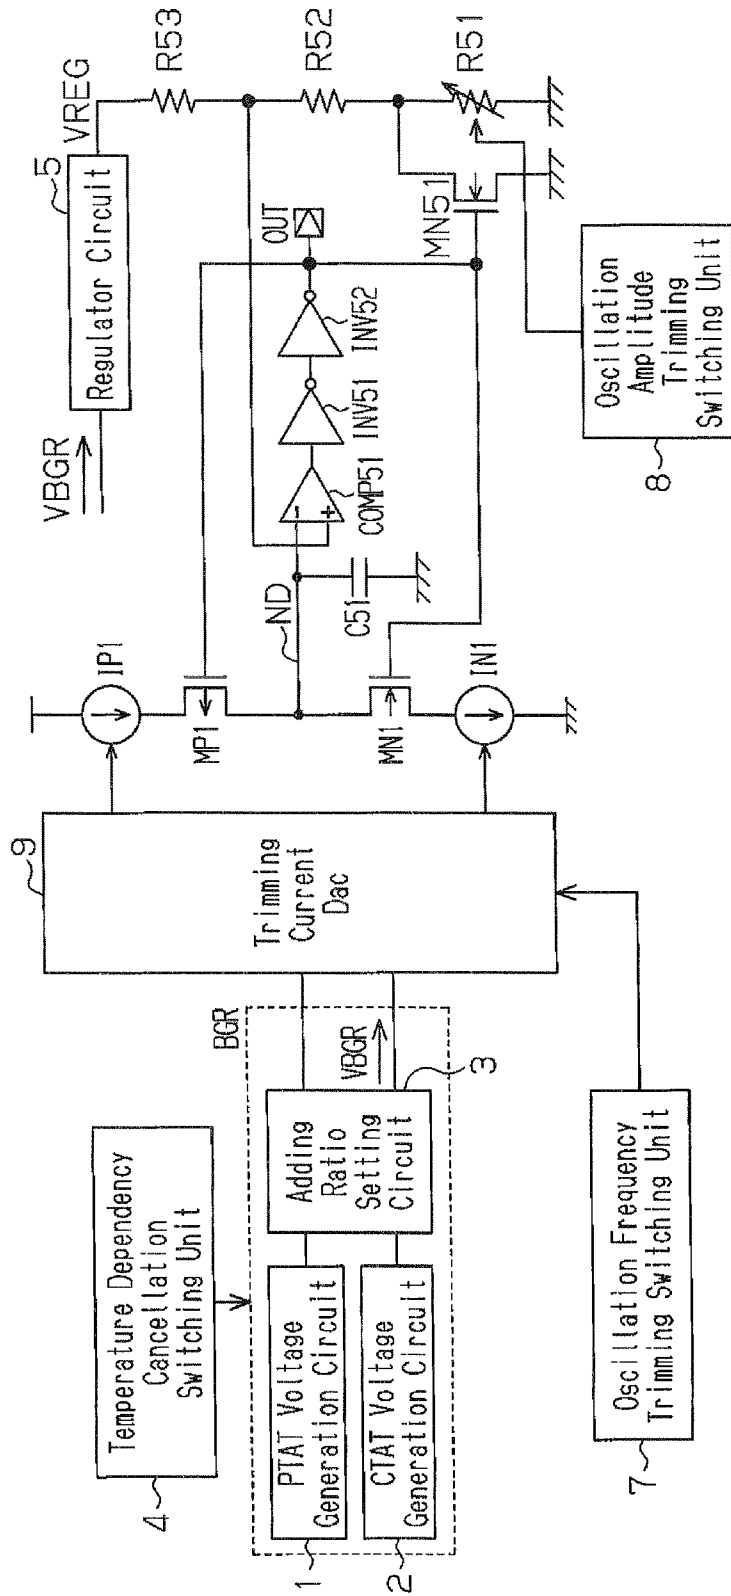 4
Temperature Dependency
Cancellation
Switching Unit
BGR
1
PTAT Voltage
Generation Circuit
2
CTAT Voltage
Generation Circuit
Adding
Ratio
Setting
Circuit
3
VBGR
7
Oscillation Frequency
Trimming Switching Unit
9
Trimming
Current
Dac
IP1
MP1
ND
MN1
IN1
C51
COMP51
-
+
INV51
INV52
OUT
VBGR
5
Regulator Circuit
VREG
R53
R52
R51
MN51
8
Oscillation
Amplitude
Trimming
Switching Unit